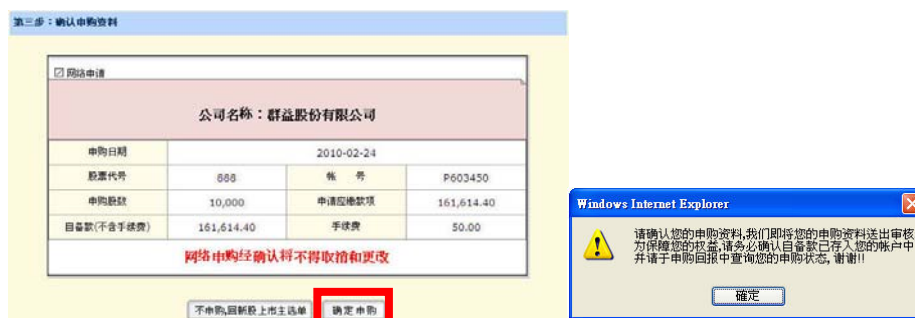 第三步：确认申购资料
网络申请
公司名称：群益股份有限公司
申购日期 2010-02-24
股票代号 888 帐 号 P603450
申购股数 10,000 申请应缴款项 161,614.40
自备款(不含手续费) 161,614.40 手续费 50.00
网络申购经确认将不得取消和更改
不申购,回新股上市主选单 确定申购
Windows Internet Explorer
请确认您的申购资料,我们即将您的申购资料送出审核
为保障您的权益,请务必确认自备款已存入您的帐户中
并请于申购回报中查询您的申购状态, 谢谢!!
確定